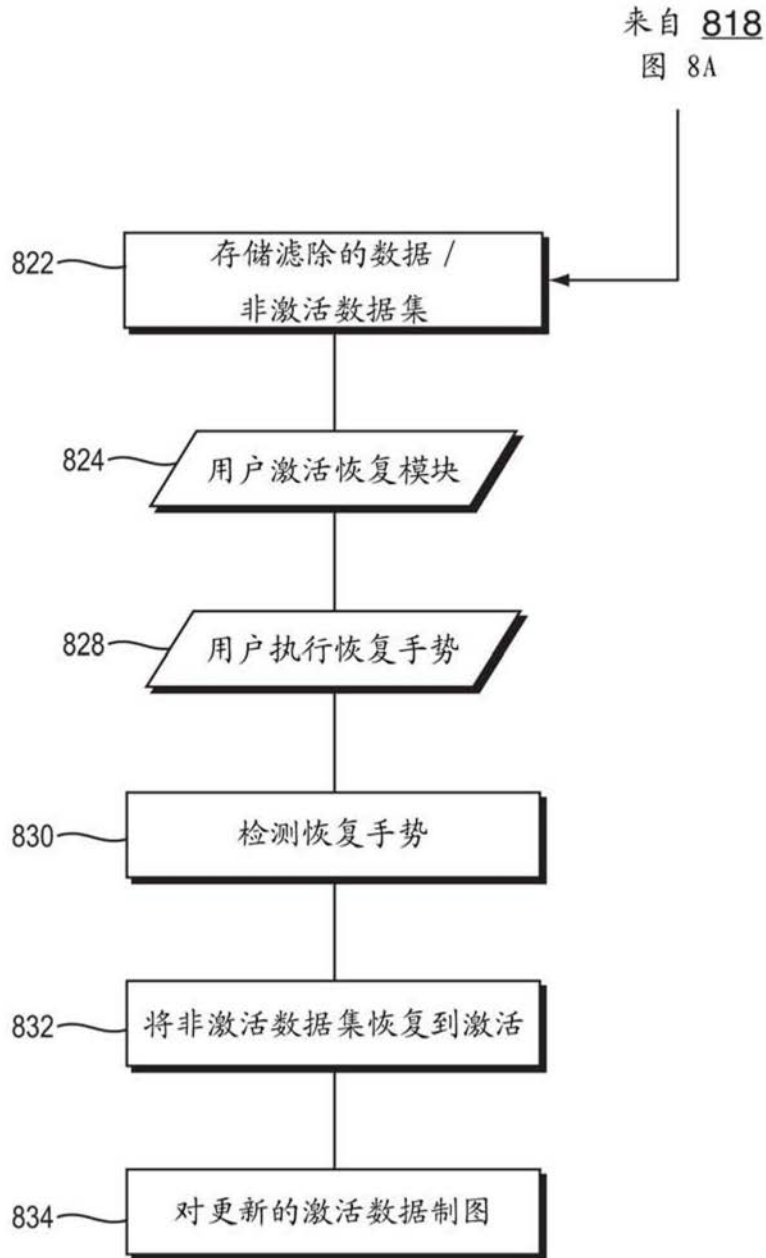 来自 818
图 8A
822
存储滤除的数据 /
非激活数据集
824
用户激活恢复模块
828
用户执行恢复手势
830
检测恢复手势
832
将非激活数据集恢复到激活
834
对更新的激活数据制图